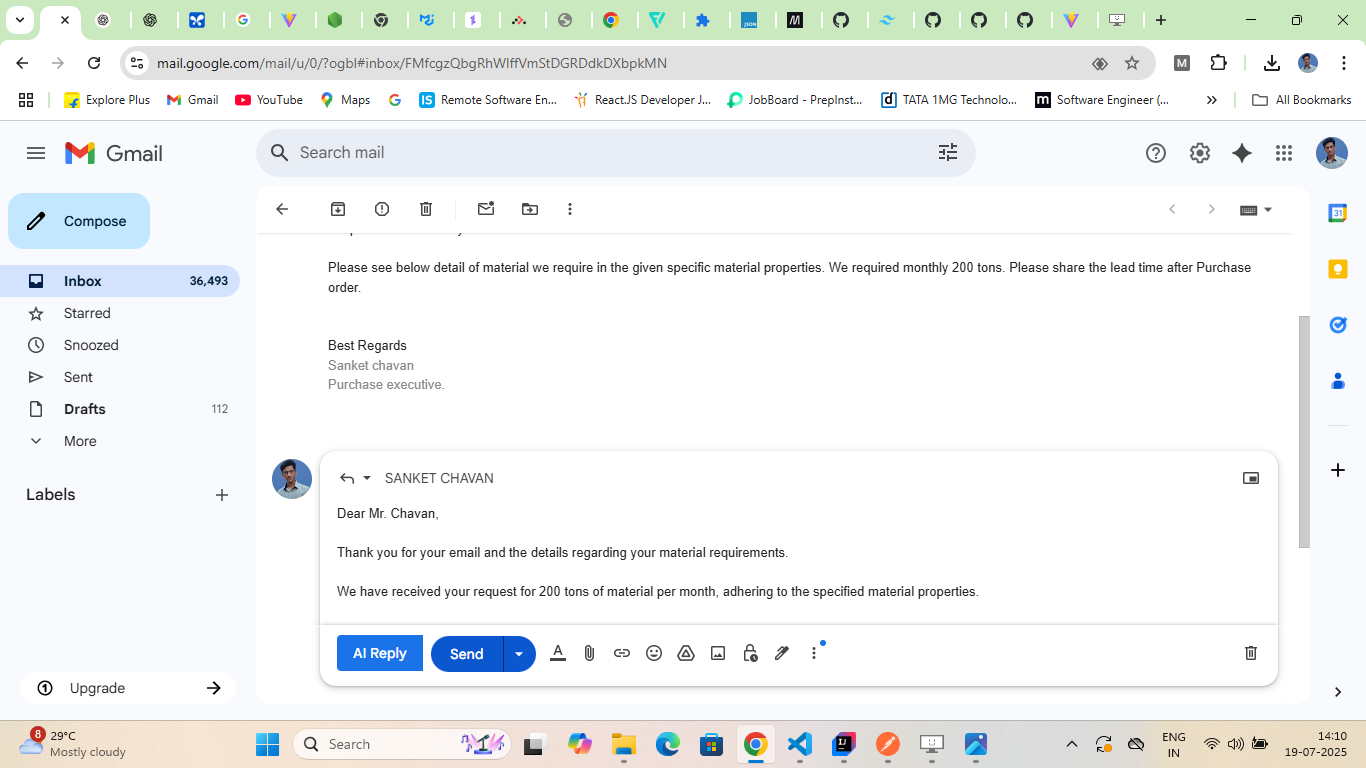 mail.google.com/mail/u/0/?ogbl#inbox/FMfcgzQbgRhWlffVmStDGRDdkDXbpkMN
Explore Plus
Gmail
YouTube
Maps
Remote Software En...
React.JS Developer J...
JobBoard - PrepInst...
TATA 1MG Technolo...
Software Engineer (...
All Bookmarks
Gmail
Search mail
Compose
Inbox 36,493
Starred
Snoozed
Sent
Drafts 112
More
Labels
Upgrade
Please see below detail of material we require in the given specific material properties. We required monthly 200 tons. Please share the lead time after Purchase
order.
Best Regards
Sanket chavan
Purchase executive.
SANKET CHAVAN
Dear Mr. Chavan,
Thank you for your email and the details regarding your material requirements.
We have received your request for 200 tons of material per month, adhering to the specified material properties.
AI Reply
Send
31
8
29°C
Mostly cloudy
Search
ENG
IN
14:10
19-07-2025